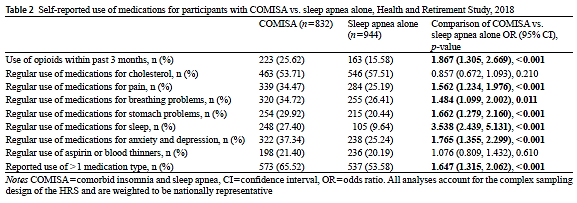 Table 2 Self-reported use of medications for participants with COMISA vs. sleep apnea alone, Health and Retirement Study, 2018
COMISA (n=832) Sleep apnea alone (n=944) Comparison of COMISA vs. sleep apnea alone OR (95% CI), p-value
Use of opioids within past 3 months, n (%) 223 (25.62) 163 (15.58) 1.867 (1.305, 2.669), <0.001
Regular use of medications for cholesterol, n (%) 463 (53.71) 546 (57.51) 0.857 (0.672, 1.093), 0.210
Regular use of medications for pain, n (%) 339 (34.47) 284 (25.19) 1.562 (1.234, 1.976), <0.001
Regular use of medications for breathing problems, n (%) 320 (34.72) 255 (26.41) 1.484 (1.099, 2.002), 0.011
Regular use of medications for stomach problems, n (%) 254 (29.92) 215 (20.44) 1.662 (1.279, 2.160), <0.001
Regular use of medications for sleep, n (%) 248 (27.40) 105 (9.64) 3.538 (2.439, 5.131), <0.001
Regular use of medications for anxiety and depression, n (%) 322 (37.34) 238 (25.24) 1.765 (1.355, 2.299), <0.001
Regular use of aspirin or blood thinners, n (%) 198 (21.40) 236 (20.19) 1.076 (0.809, 1.432), 0.610
Reported use of >1 medication type, n (%) 573 (65.52) 537 (53.58) 1.647 (1.315, 2.062), <0.001
Notes COMISA=comorbid insomnia and sleep apnea, CI=confidence interval, OR=odds ratio. All analyses account for the complex sampling
design of the HRS and are weighted to be nationally representative